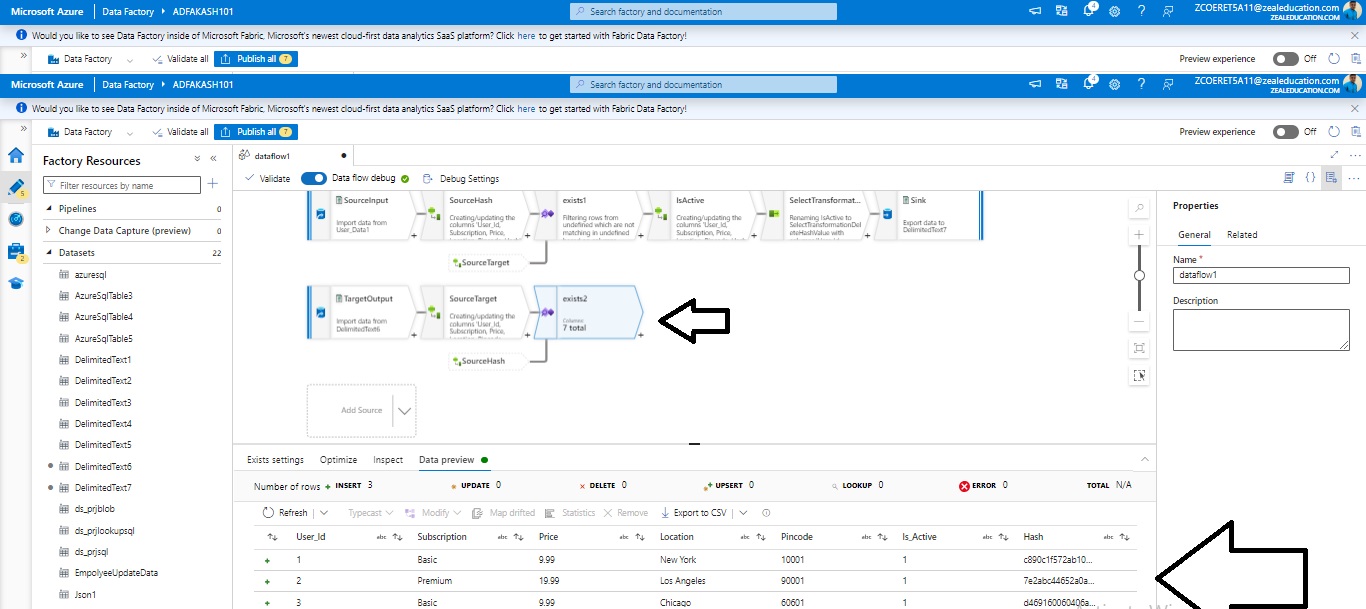 Microsoft Azure Data Factory ADFAKASH101 Search factory and documentation 4 ? ZCOERET5A11@zealeducation.com
ZEALEDUCATION.COM
Would you like to see Data Factory inside of Microsoft Fabric, Microsoft's newest cloud-first data analytics SaaS platform? Click here to get started with Fabric Data Factory!
Data Factory Validate all Publish all 7 Preview experience Off
Microsoft Azure Data Factory ADFAKASH101 Search factory and documentation 4 ? ZCOERET5A11@zealeducation.com
ZEALEDUCATION.COM
Would you like to see Data Factory inside of Microsoft Fabric, Microsoft's newest cloud-first data analytics SaaS platform? Click here to get started with Fabric Data Factory!
Data Factory Validate all Publish all 7 Preview experience Off
5
2
Factory Resources
Filter resources by name
Pipelines 0
Change Data Capture (preview) 0
Datasets 22
azuresql
AzureSqlTable3
AzureSqlTable4
AzureSqlTable5
DelimitedText1
DelimitedText2
DelimitedText3
DelimitedText4
DelimitedText5
DelimitedText6
DelimitedText7
ds_prjblob
ds_prjlookupsql
ds_prjsql
EmpolyeeUpdateData
Json1
dataflow1
Validate Data flow debug Debug Settings
SourceInput
Import data from
User_Data1
SourceHash
Creating/updating the
columns 'User_Id,
Subscription, Price,
exists1
Filtering rows from
undefined which are not
matching in undefined
IsActive
Creating/updating the
columns 'User_Id,
Subscription, Price,
SelectTransformat...
Renaming IsActive to
SelectTransformationDel
eteHashValue with
Sink
Export data to
DelimitedText7
SourceTarget
TargetOutput
Import data from
DelimitedText6
SourceTarget
Creating/updating the
columns 'User_Id,
Subscription, Price,
exists2
Columns:
7 total
SourceHash
Add Source
Properties
General Related
Name *
dataflow1
Description
Exists settings Optimize Inspect Data preview
Number of rows INSERT 3 UPDATE 0 DELETE 0 UPSERT 0 LOOKUP 0 ERROR 0 TOTAL N/A
Refresh Typecast Modify Map drifted Statistics Remove Export to CSV
User_Id abc Subscription abc Price abc Location abc Pincode abc Is_Active abc Hash abc
1 Basic 9.99 New York 10001 1 c890c1f572ab10...
2 Premium 19.99 Los Angeles 90001 1 7e2abc44652a0a...
3 Basic 9.99 Chicago 60601 1 d469160060406a...